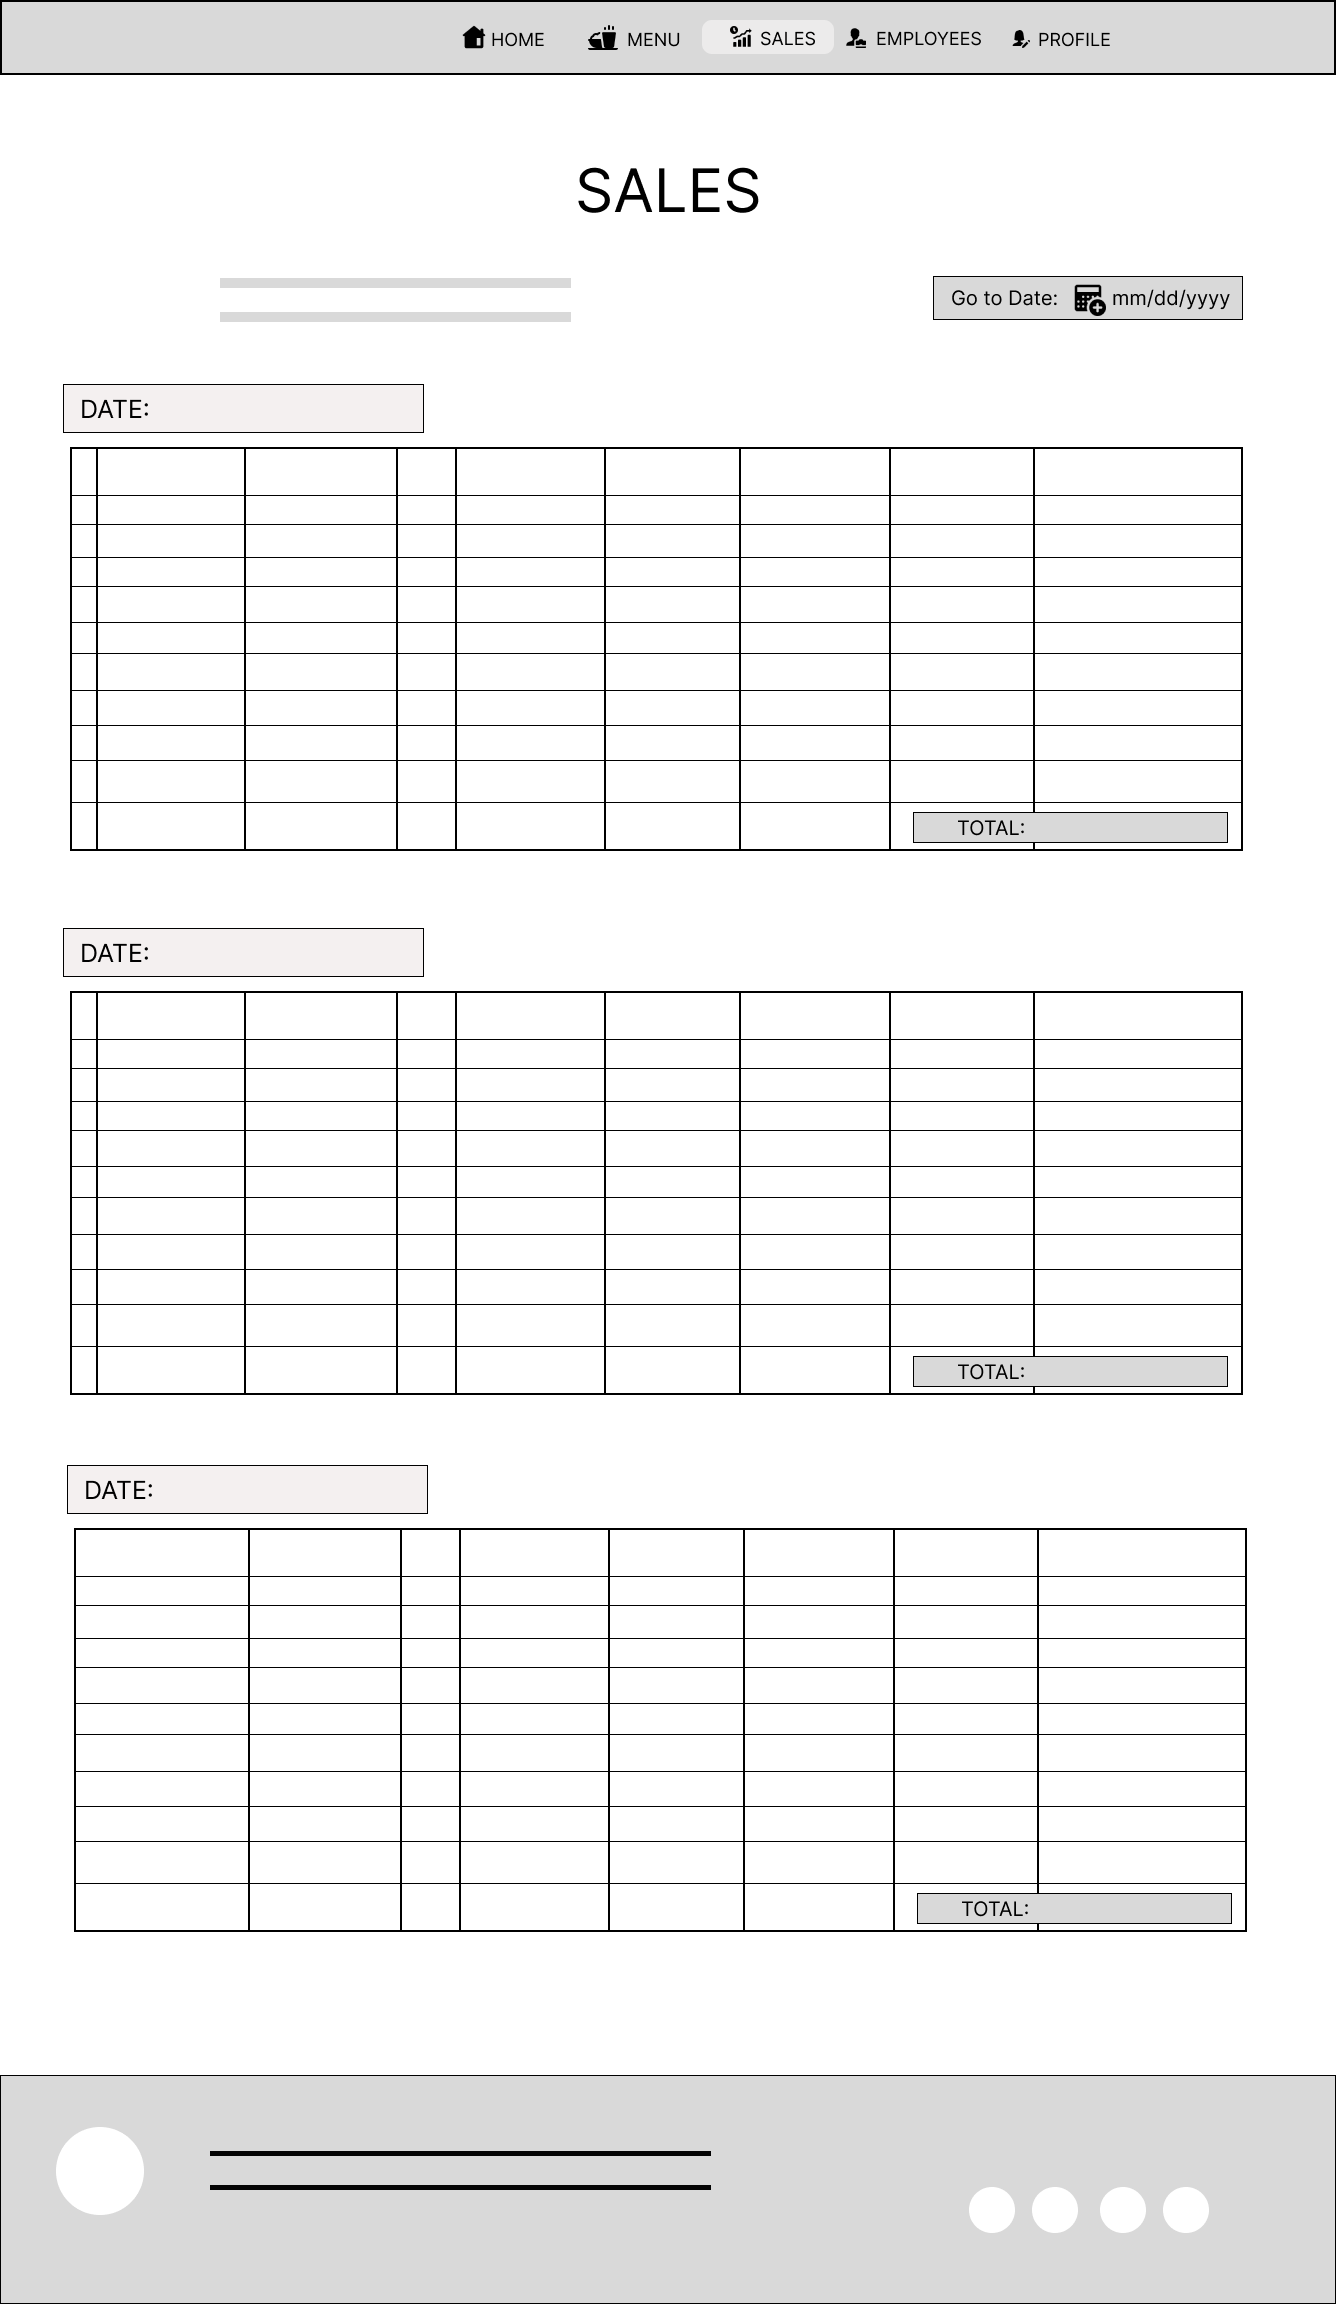 HOME MENU SALES EMPLOYEES PROFILE
SALES
Go to Date: mm/dd/yyyy
DATE:
TOTAL:
DATE:
TOTAL:
DATE:
TOTAL: